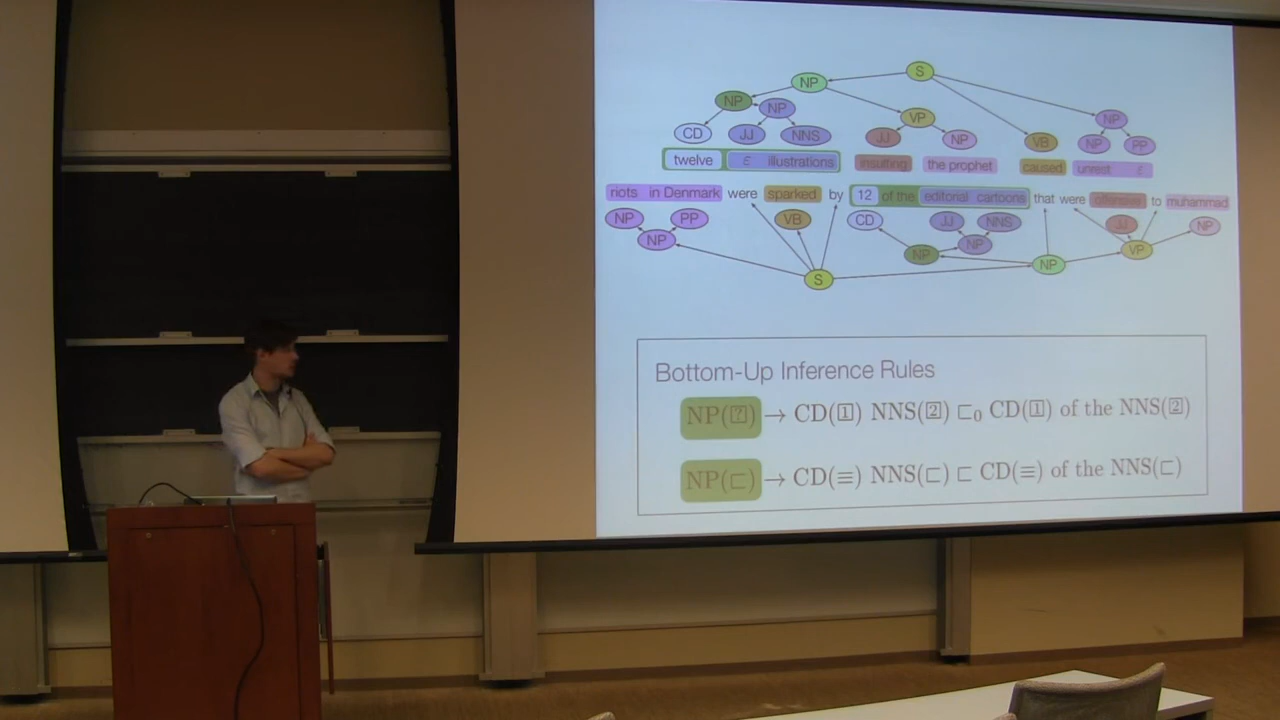 S
NP
NP NP VP NP
CD JJ NNS JJ NP VB NP PP
twelve ε illustrations insulting the prophet caused unrest ε
riots in Denmark were sparked by 12 of the editorial cartoons that were offensive to muhammad
NP PP VB CD JJ NNS JJ NP
NP NP NP VP
S NP
Bottom-Up Inference Rules
NP(?) → CD(1) NNS(2) ⊏₀ CD(1) of the NNS(2)
NP(⊏) → CD(≡) NNS(⊏) ⊏ CD(≡) of the NNS(⊏)